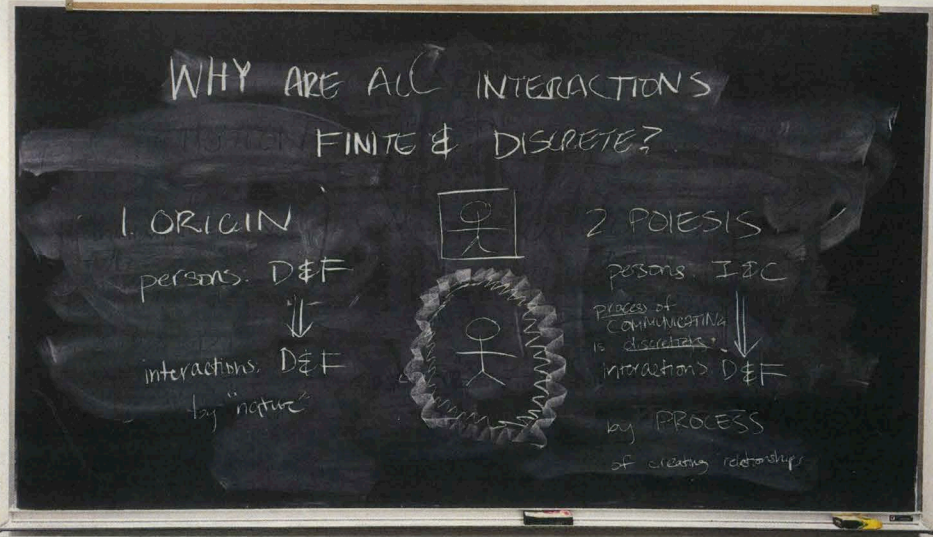 WHY ARE ALL INTERACTIONS
FINITE & DISCRETE?
1. ORIGIN
persons: D&F
interactions: D&F
by "nature"
2 POIESIS
persons: I&C
process of
COMMUNICATING
is
interactions D&F
by PROCESS
of creating relationships